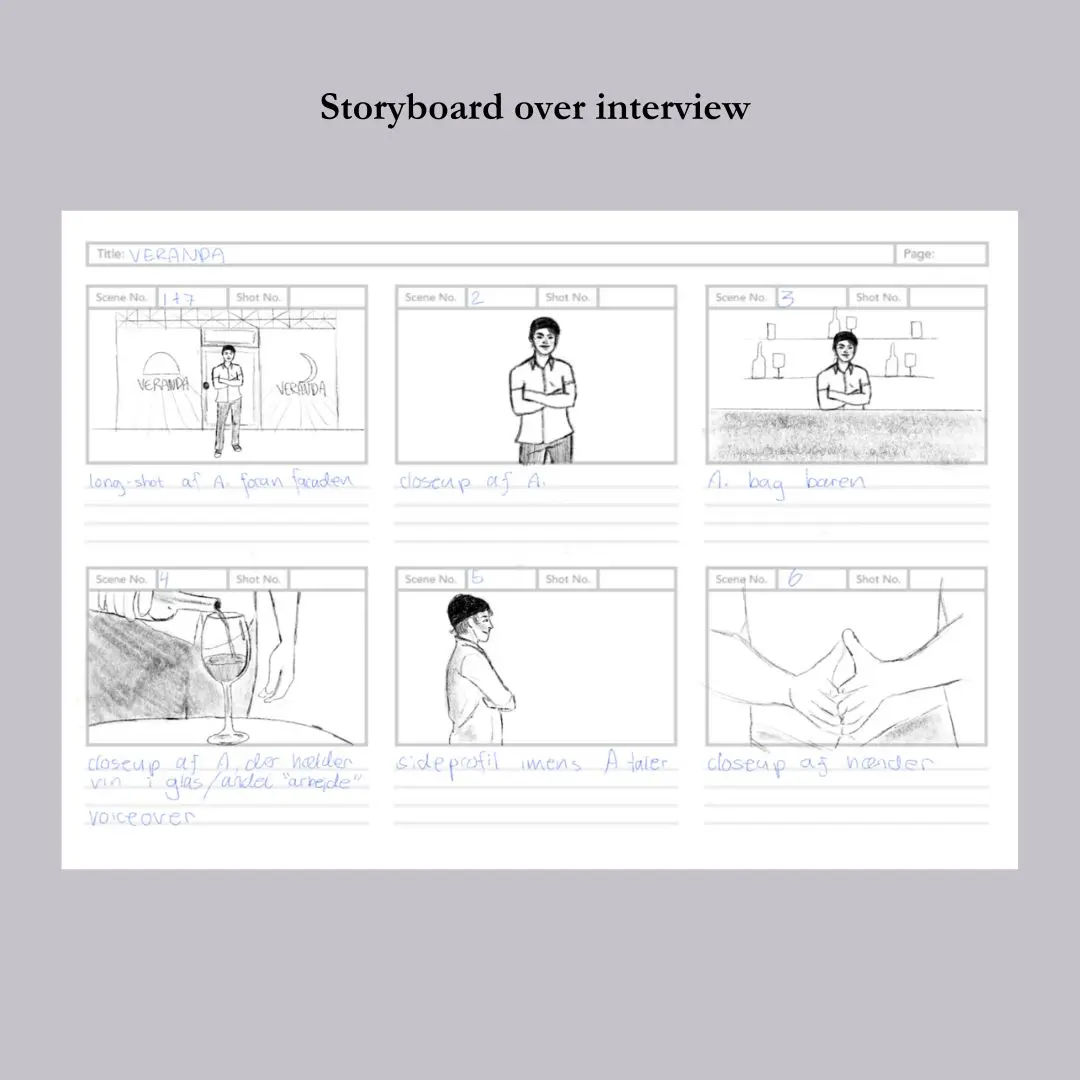 Storyboard over interview
Title: VERANDA
Page:
Scene No. 1+7 Shot No.
VERANDA
VERANDA
long-shot af A. foran facaden
Scene No. 2 Shot No.
closeup af A.
Scene No. 3 Shot No.
A. bag baren
Scene No. 4 Shot No.
closeup af A. der hælder
vin i glas/andet "arbejde"
voiceover
Scene No. 5 Shot No.
sideprofil imens A taler
Scene No. 6 Shot No.
closeup af hænder